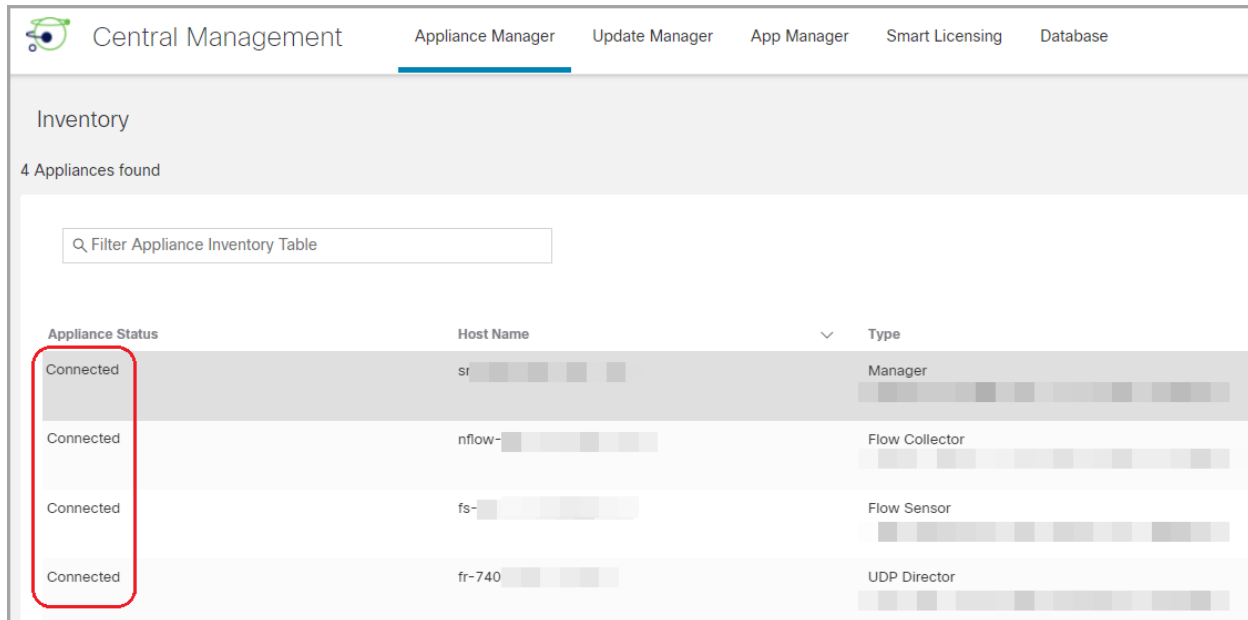 Central Management
Appliance Manager Update Manager App Manager Smart Licensing Database
Inventory
4 Appliances found
Filter Appliance Inventory Table
Appliance Status Host Name Type
Connected Manager
Connected nflow- Flow Collector
Connected fs- Flow Sensor
Connected fr-740 UDP Director